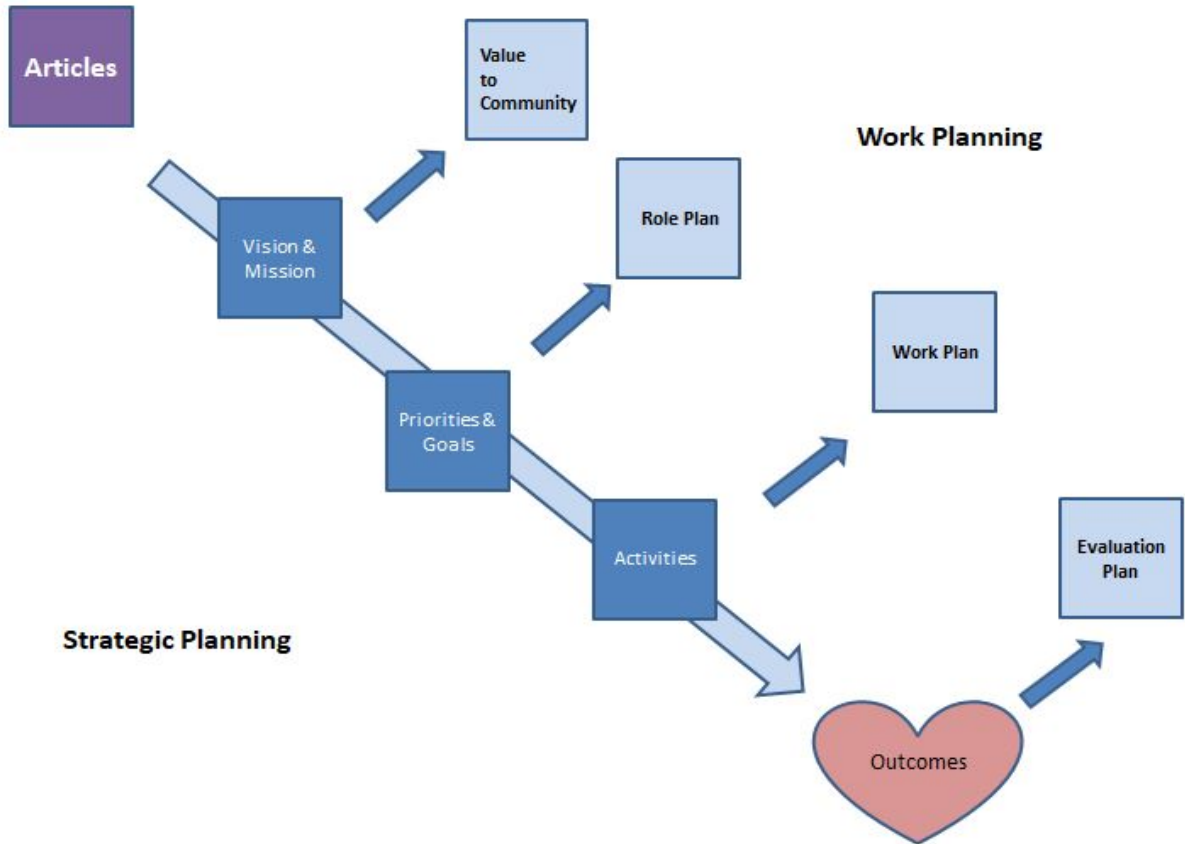 Articles
Value
to
Community
Work Planning
Role Plan
Vision &
Mission
Work Plan
Priorities &
Goals
Activities
Evaluation
Plan
Strategic Planning
Outcomes